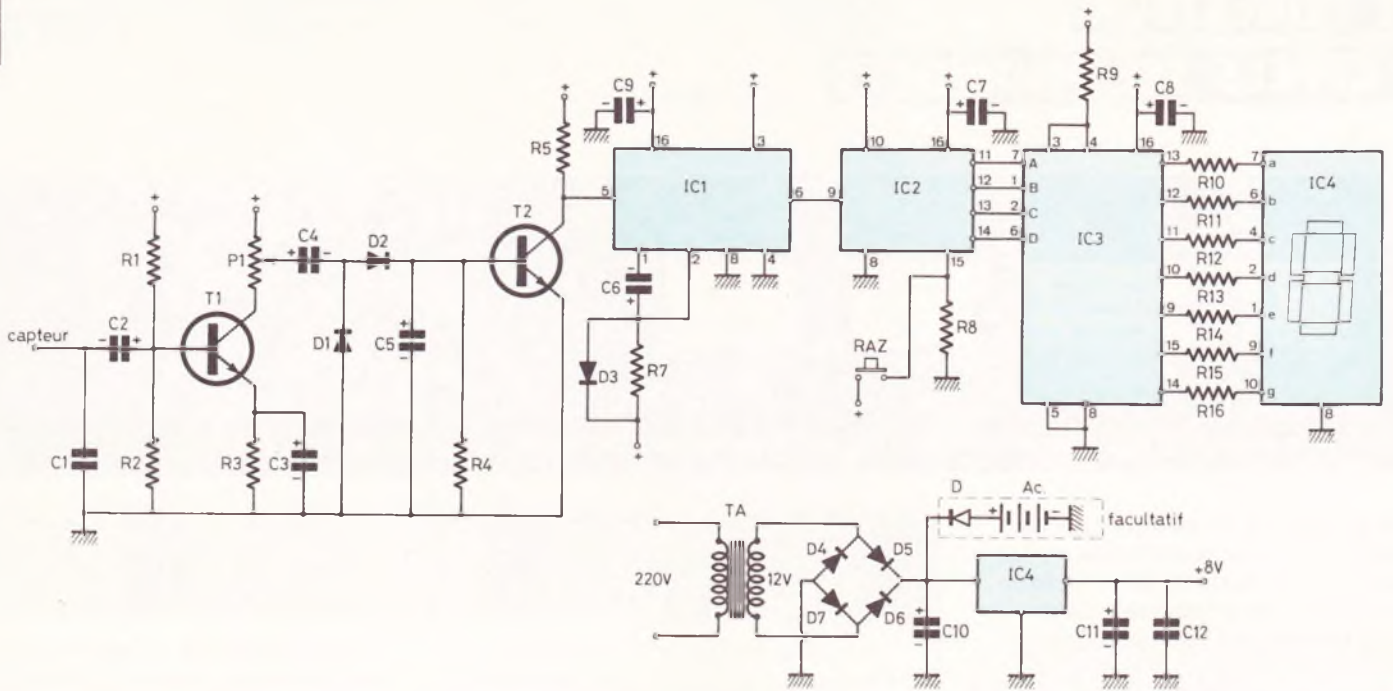 +
R9
+ + + + + +
- C9 + + C7 - + C8 -
R5
16 3 10 16 3 4 16
IC1 IC2 IC3 IC4
5 6 9
11 7 A 13 R10 7 a
12 1 B 12 R11 6 b
13 2 C 11 R12 4 c
14 6 D 10 R13 2 d
9 R14 1 e
15 R15 9 f
14 R16 10 g
1 2 8 4 8 15 5 8 8
+ +
R1 P1 + C4 - D2 T2
T1
capteur
- C2 +
D1 + C5 -
- C6 +
D3 R7
+
RAZ
+
R8
C1 R2 R3 + C3 - R4
TA
220V 12V
D4 D5
D7 D6
D Ac.
+ -
facultatif
IC4
+8V
+ C10 -
+ C11 -
C12